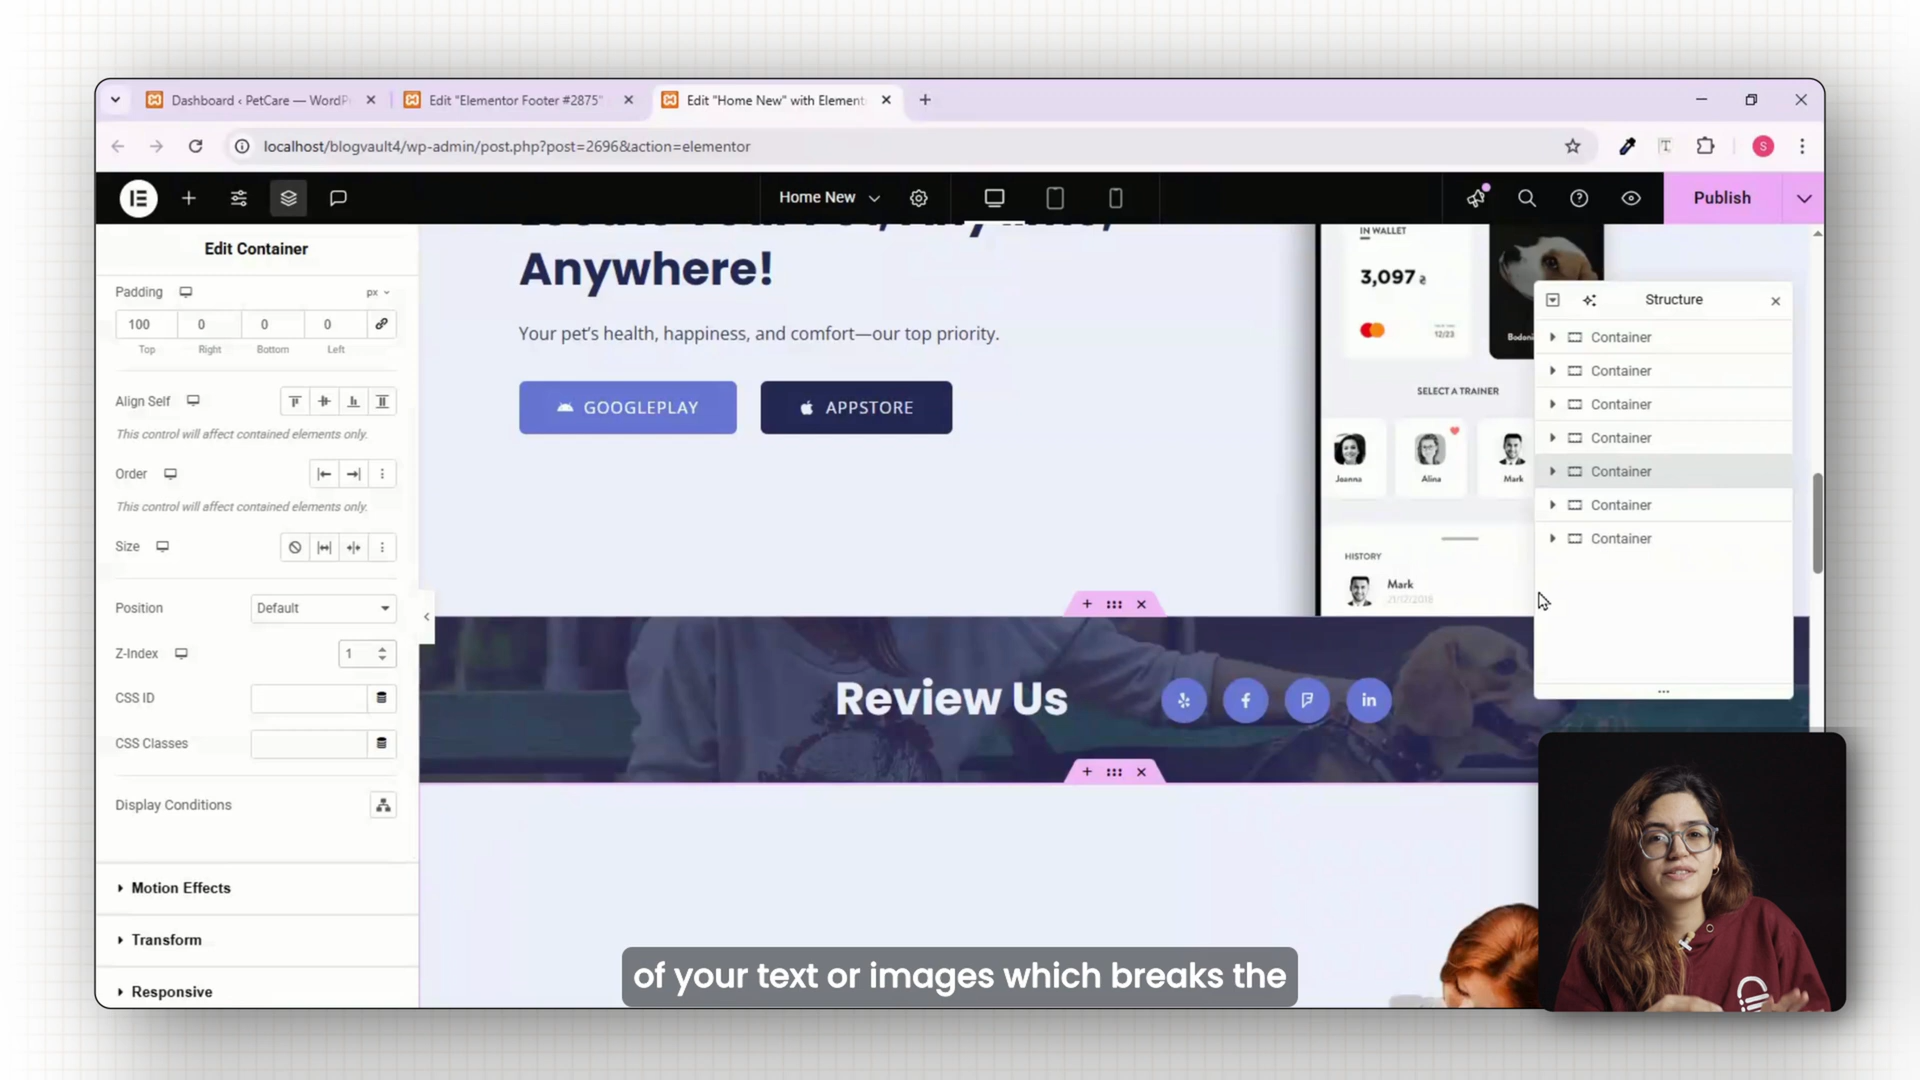 Dashboard ‹ PetCare — WordP
Edit "Elementor Footer #2875"
Edit "Home New" with Element
localhost/blogvault4/wp-admin/post.php?post=2696&action=elementor
S
Home New
Publish
Edit Container
Padding
px
100
0
0
0
Top
Right
Bottom
Left
Align Self
This control will affect contained elements only.
Order
This control will affect contained elements only.
Size
Position
Default
Z-Index
1
CSS ID
CSS Classes
Display Conditions
Motion Effects
Transform
Responsive
Anywhere!
Your pet's health, happiness, and comfort—our top priority.
GOOGLEPLAY
APPSTORE
IN WALLET
3,097
12/23
SELECT A TRAINER
Joanna
Alina
Mark
HISTORY
Mark
21/07/2018
Review Us
Structure
Container
Container
Container
Container
Container
Container
Container
of your text or images which breaks the